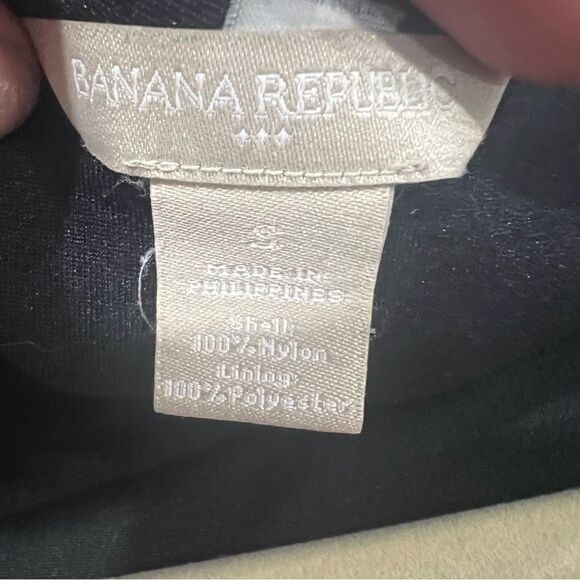 BANANA REPUBLIC
S
MADE IN
PHILIPPINES
Shell:
100% Nylon
Lining:
100% Polyester